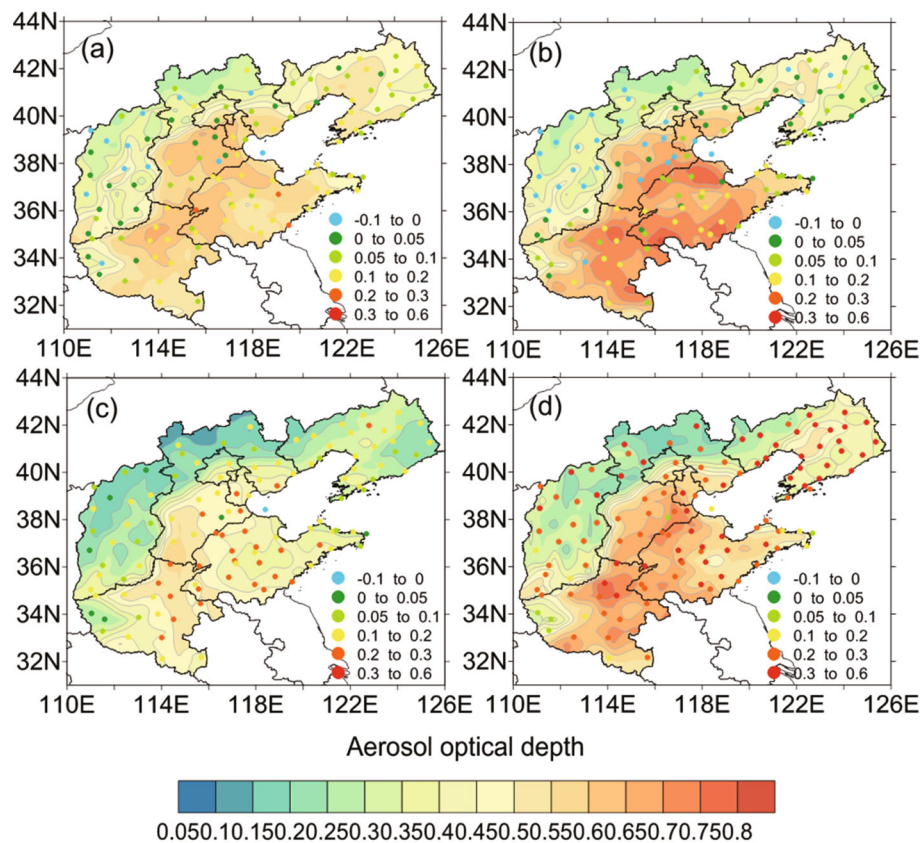 44N
(a)
42N
40N
38N
36N
34N
32N
-0.1 to 0
0 to 0.05
0.05 to 0.1
0.1 to 0.2
0.2 to 0.3
0.3 to 0.6
110E 114E 118E 122E 126E
44N
(b)
42N
40N
38N
36N
34N
32N
-0.1 to 0
0 to 0.05
0.05 to 0.1
0.1 to 0.2
0.2 to 0.3
0.3 to 0.6
110E 114E 118E 122E 126E
44N
(c)
42N
40N
38N
36N
34N
32N
-0.1 to 0
0 to 0.05
0.05 to 0.1
0.1 to 0.2
0.2 to 0.3
0.3 to 0.6
110E 114E 118E 122E 126E
44N
(d)
42N
40N
38N
36N
34N
32N
-0.1 to 0
0 to 0.05
0.05 to 0.1
0.1 to 0.2
0.2 to 0.3
0.3 to 0.6
110E 114E 118E 122E 126E
Aerosol optical depth
0.050.10.150.20.250.30.350.40.450.50.550.60.650.70.750.8